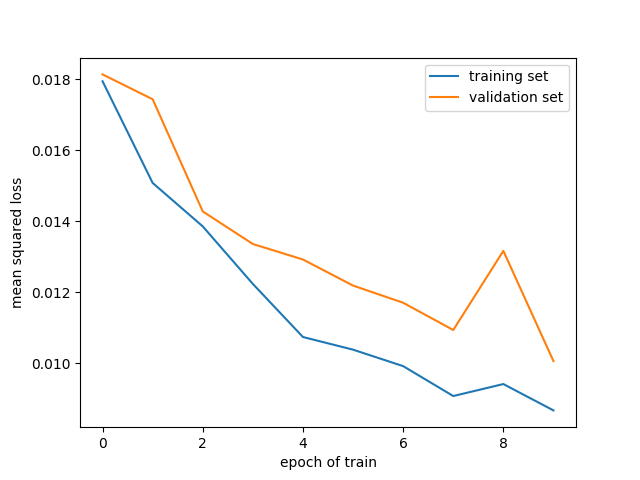 training set
validation set
0.018
0.016
0.014
0.012
0.010
mean squared loss
0 2 4 6 8
epoch of train